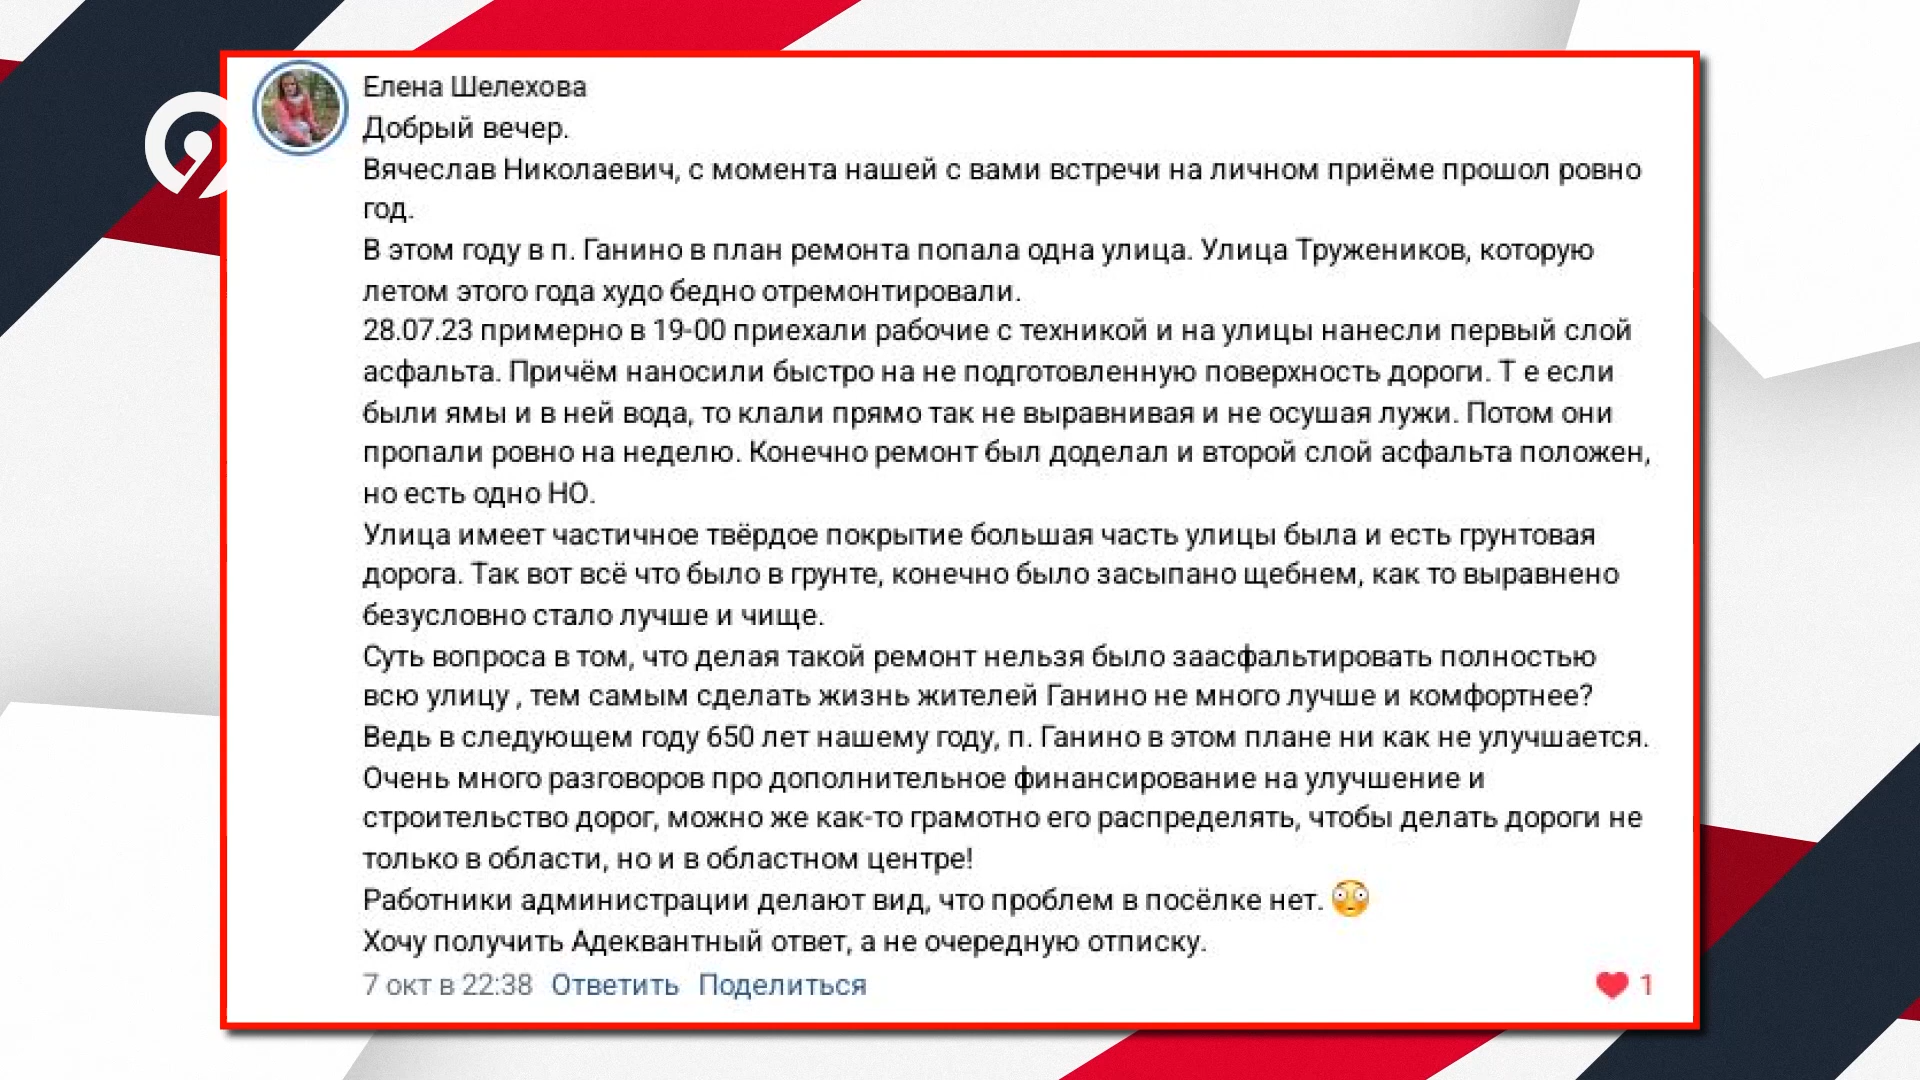 Елена Шелехова
Добрый вечер.
Вячеслав Николаевич, с момента нашей с вами встречи на личном приёме прошол ровно
год.
В этом году в п. Ганино в план ремонта попала одна улица. Улица Тружеников, которую
летом этого года худо бедно отремонтировали.
28.07.23 примерно в 19-00 приехали рабочие с техникой и на улицы нанесли первый слой
асфальта. Причём наносили быстро на не подготовленную поверхность дороги. Т е если
были ямы и в ней вода, то клали прямо так не выравнивая и не осушая лужи. Потом они
пропали ровно на неделю. Конечно ремонт был доделал и второй слой асфальта положен,
но есть одно НО.
Улица имеет частичное твёрдое покрытие большая часть улицы была и есть грунтовая
дорога. Так вот всё что было в грунте, конечно было засыпано щебнем, как то выравнено
безусловно стало лучше и чище.
Суть вопроса в том, что делая такой ремонт нельзя было заасфальтировать полностью
всю улицу , тем самым сделать жизнь жителей Ганино не много лучше и комфортнее?
Ведь в следующем году 650 лет нашему году, п. Ганино в этом плане ни как не улучшается.
Очень много разговоров про дополнительное финансирование на улучшение и
строительство дорог, можно же как-то грамотно его распределять, чтобы делать дороги не
только в области, но и в областном центре!
Работники администрации делают вид, что проблем в посёлке нет. 😳
Хочу получить Адеквантный ответ, а не очередную отписку.
7 окт в 22:38 Ответить Поделиться 1